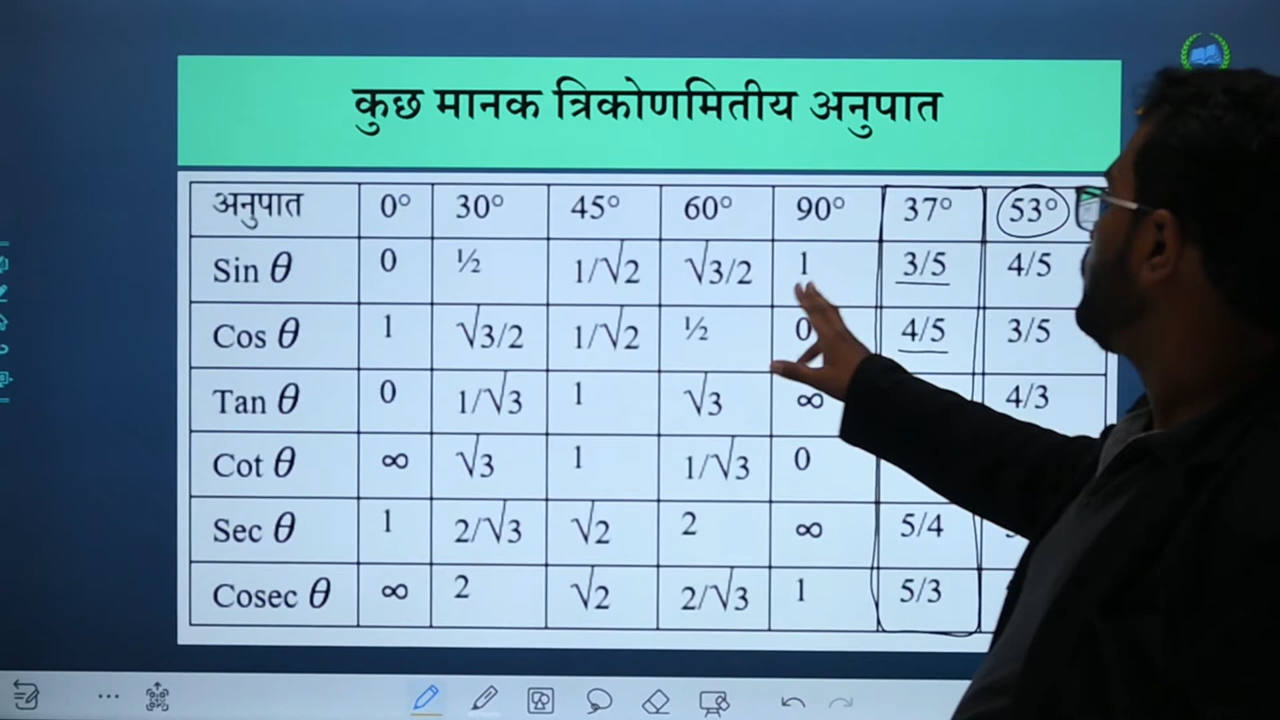 कुछ मानक त्रिकोणमितीय अनुपात
अनुपात 0° 30° 45° 60° 90° 37° 53°
Sin θ 0 ½ 1/√2 √3/2 1 3/5 4/5
Cos θ 1 √3/2 1/√2 ½ 0 4/5 3/5
Tan θ 0 1/√3 1 √3 ∞ 4/3
Cot θ ∞ √3 1 1/√3 0
Sec θ 1 2/√3 √2 2 ∞ 5/4
Cosec θ ∞ 2 √2 2/√3 1 5/3